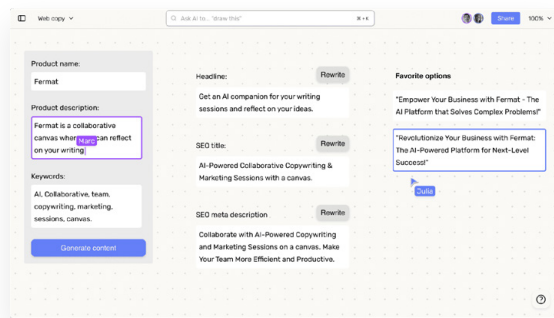 Web copy
Ask AI to... "draw this"
⌘+K
Share
100%
Product name:
Fermat
Product description:
Fermat is a collaborative
canvas where can reflect
on your writing
Marc
Keywords:
AI, Collaborative, team,
copywriting, marketing,
sessions, canvas.
Generate content
Headline:
Rewrite
Get an AI companion for your writing
sessions and reflect on your ideas.
SEO title:
Rewrite
AI-Powered Collaborative Copywriting &
Marketing Sessions with a canvas.
SEO meta description
Rewrite
Collaborate with AI-Powered Copywriting
and Marketing Sessions on a canvas. Make
Your Team More Efficient and Productive.
Favorite options
"Empower Your Business with Fermat - The
AI Platform that Solves Complex Problems!"
"Revolutionize Your Business with Fermat:
The AI-Powered Platform for Next-Level
Success!"
Julia
?